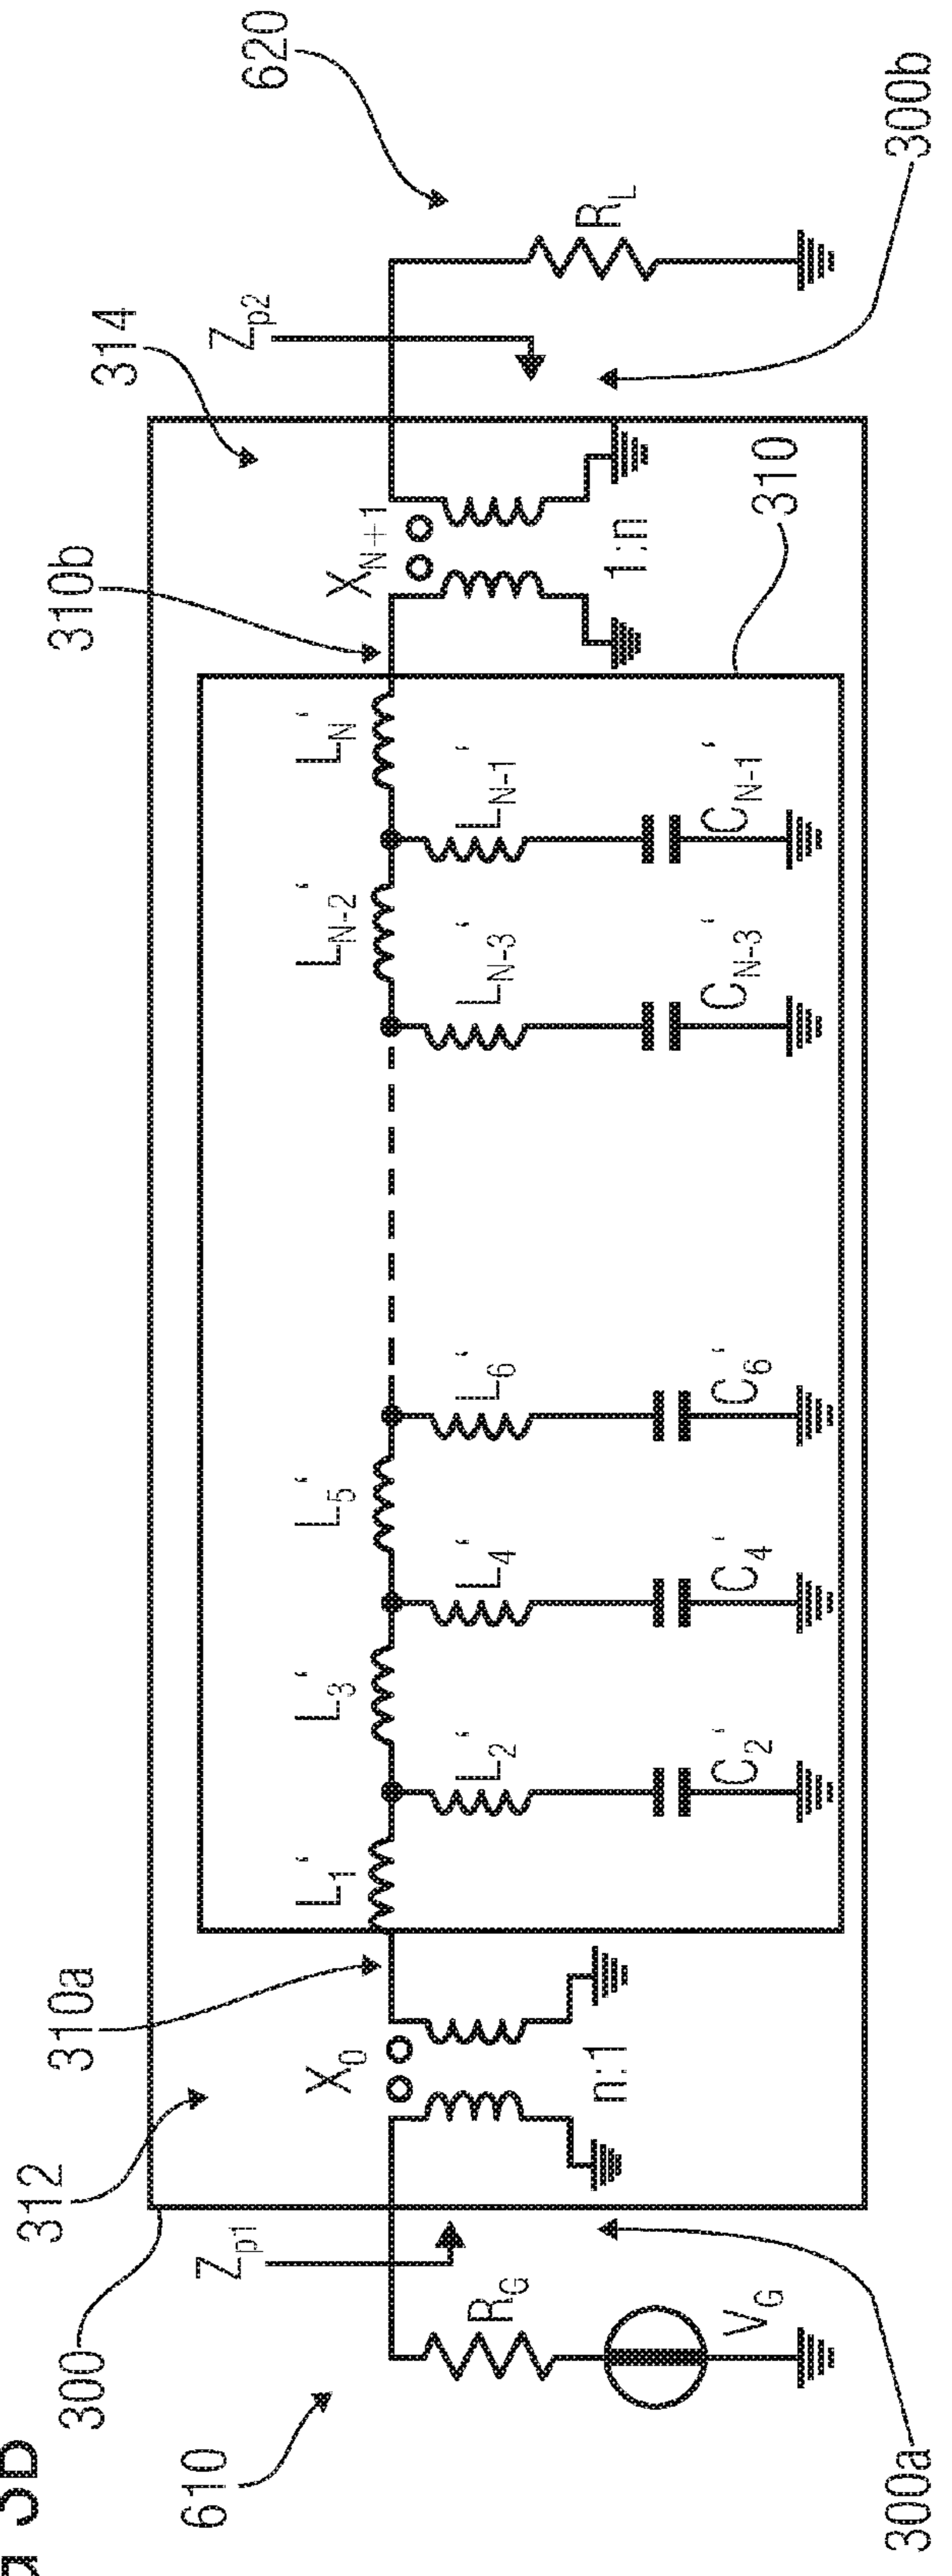 3B
300
312
310a
310b
314
620
610
Z_p1
X_0
n:1
L_1‘
L_3‘
L_5‘
L_N-2‘
L_N‘
L_2‘
L_4‘
L_6‘
L_N-3‘
L_N-1‘
C_2‘
C_4‘
C_6‘
C_N-3‘
C_N-1‘
X_N+1
1:n
Z_p2
R_G
V_G
R_L
300a
310
300b